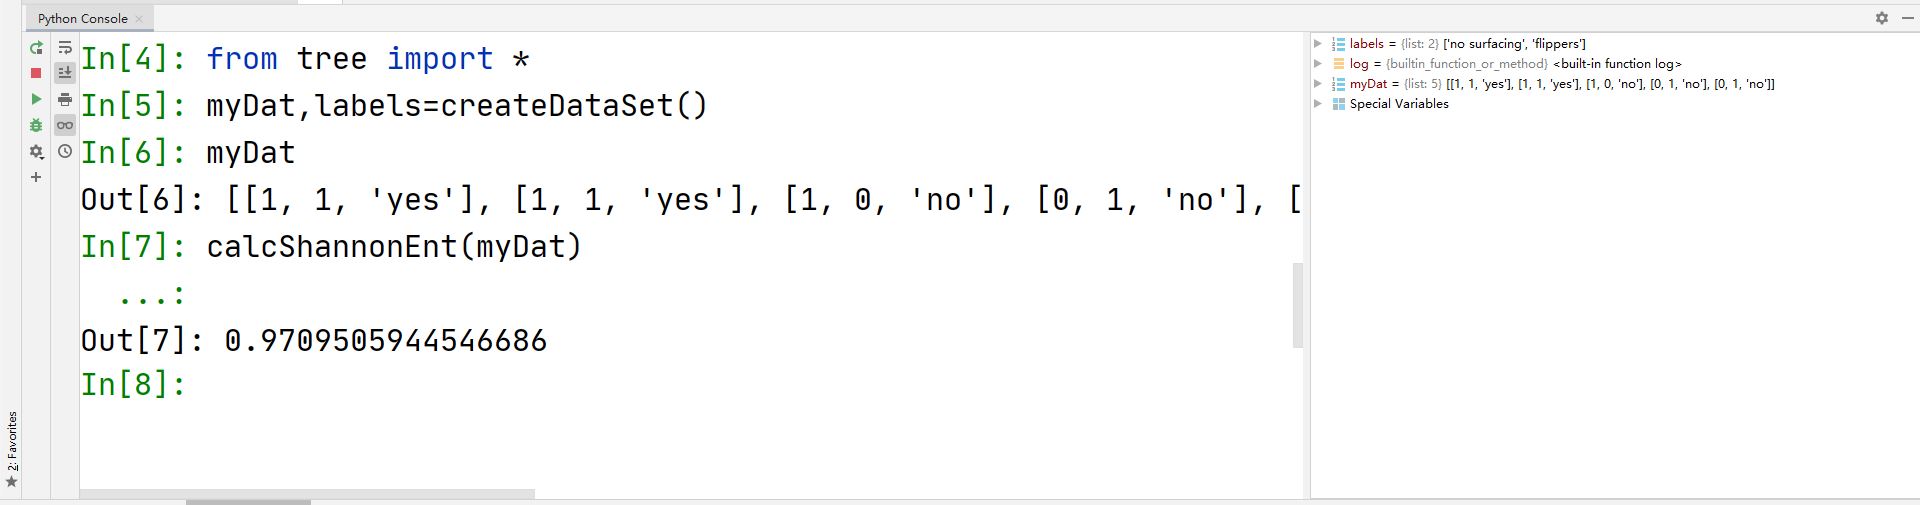 Python Console
In[4]: from tree import *
In[5]: myDat,labels=createDataSet()
In[6]: myDat
Out[6]: [[1, 1, 'yes'], [1, 1, 'yes'], [1, 0, 'no'], [0, 1, 'no'], [
In[7]: calcShannonEnt(myDat)
...:
Out[7]: 0.9709505944546686
In[8]:
labels = {list: 2} ['no surfacing', 'flippers']
log = {builtin_function_or_method} <built-in function log>
myDat = {list: 5} [[1, 1, 'yes'], [1, 1, 'yes'], [1, 0, 'no'], [0, 1, 'no'], [0, 1, 'no']]
Special Variables
2: Favorites